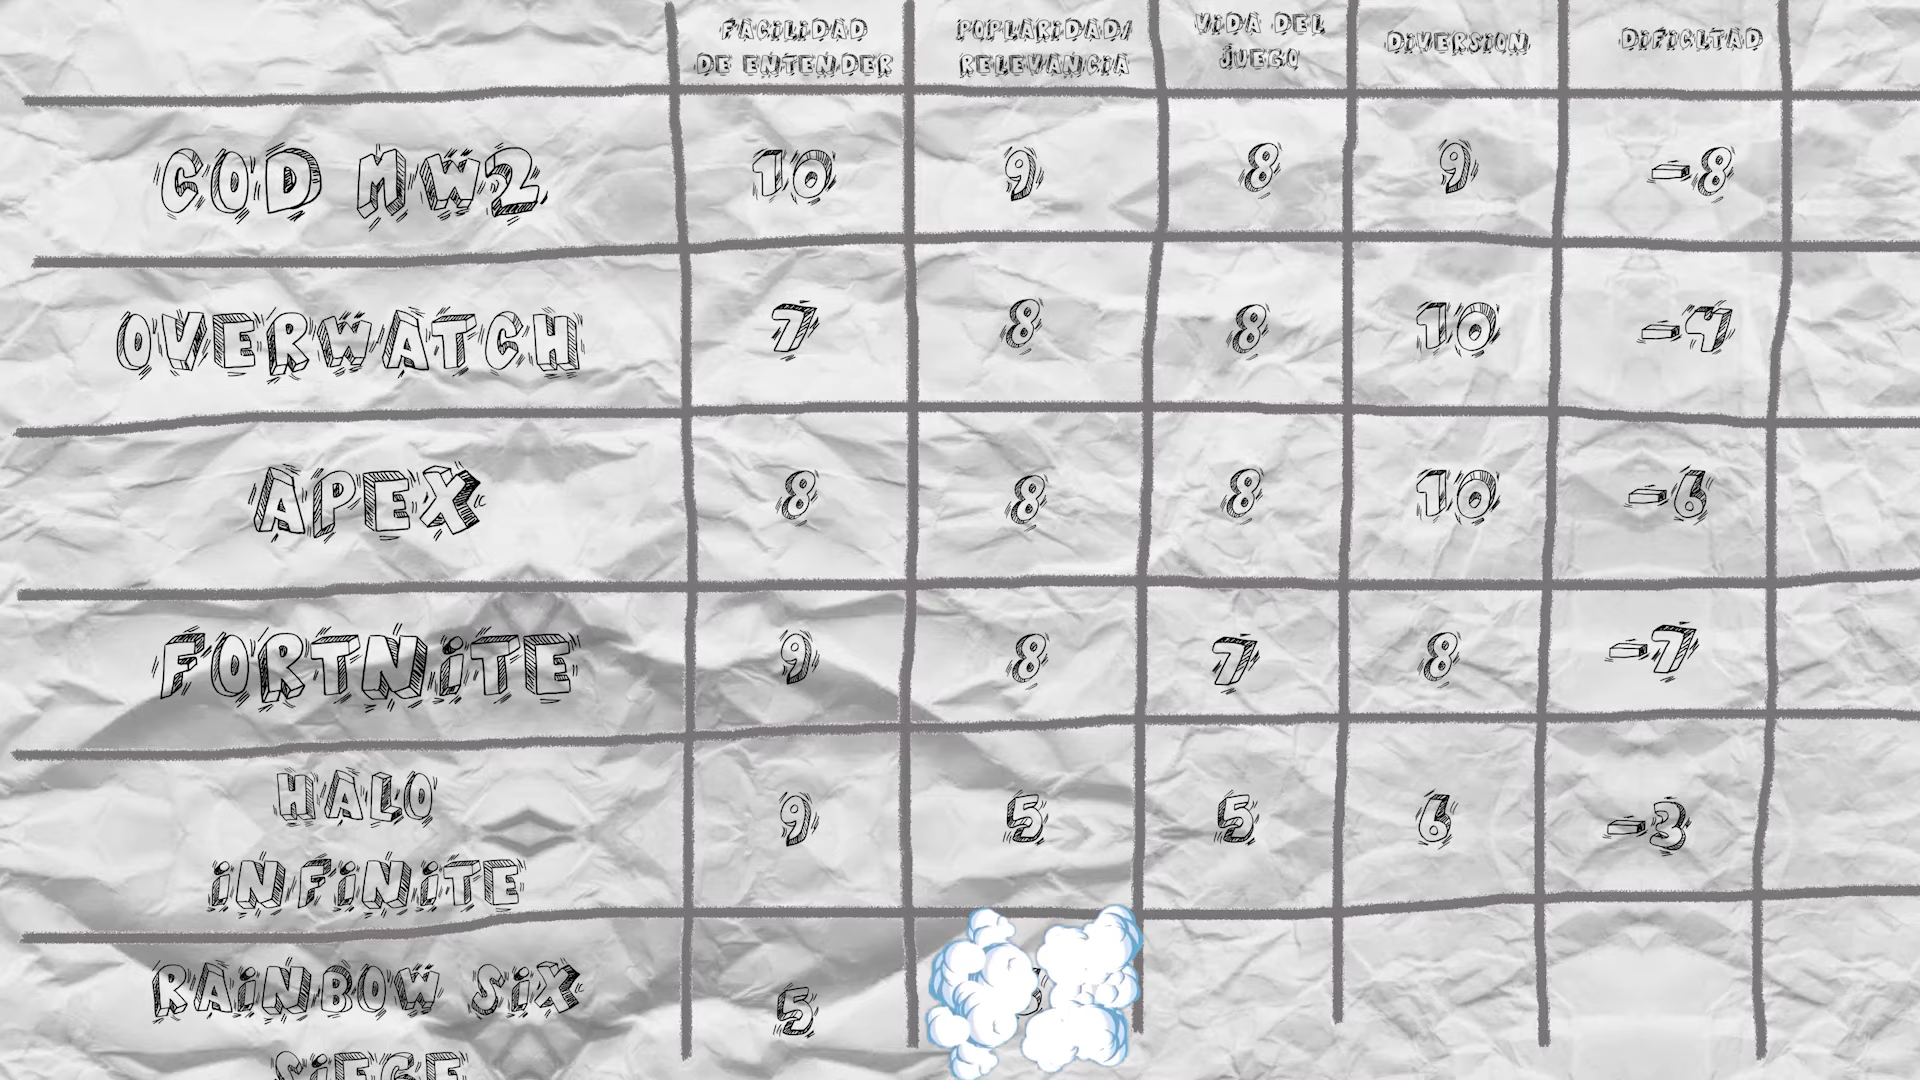 FACILIDAD
DE ENTENDER
POPLARIDAD/
RELEVANCIA
VIDA DEL
JUEGO
DIVERSION
DIFICLTAD
COD MW2 10 9 8 9 -8
OVERWATCH 7 8 8 10 -4
APEX 8 8 8 10 -6
FORTNITE 9 8 7 8 -7
HALO
INFINITE 9 5 5 6 -3
RAINBOW SIX
SIEGE 5